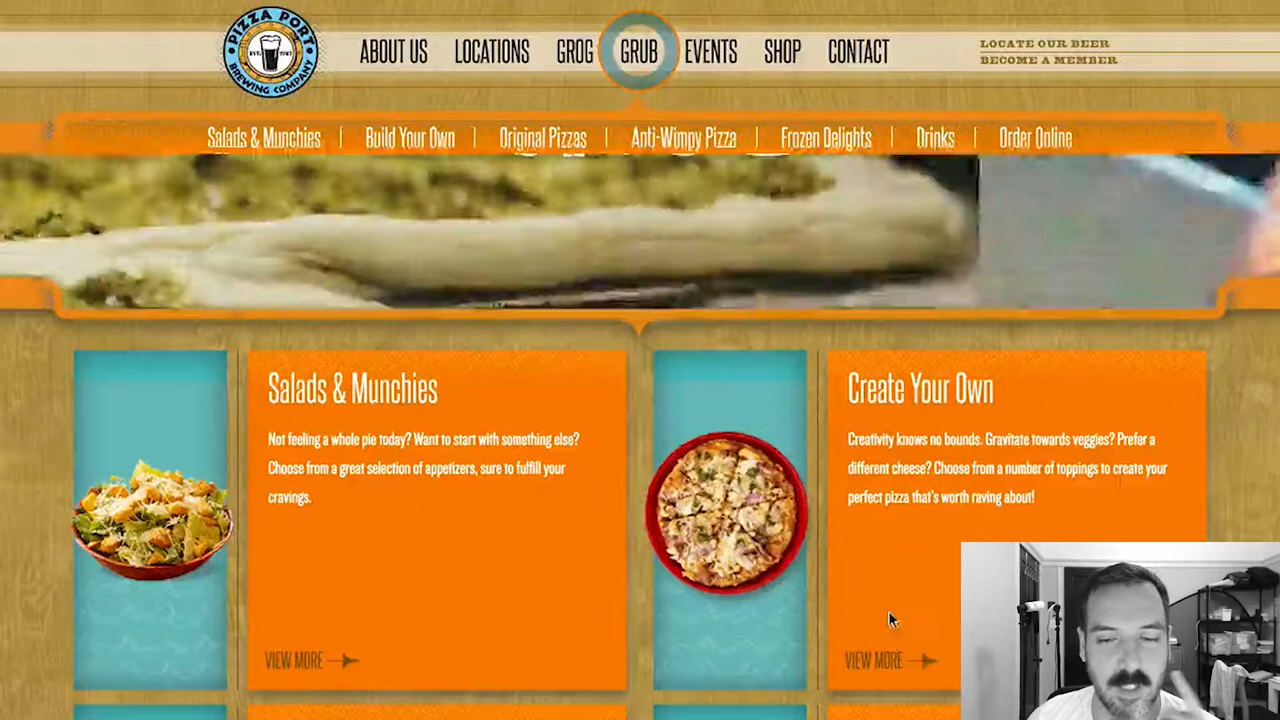 PIZZA PORT
EST. 1987
BREWING COMPANY
ABOUT US
LOCATIONS
GROG
GRUB
EVENTS
SHOP
CONTACT
LOCATE OUR BEER
BECOME A MEMBER
Salads & Munchies | Build Your Own | Original Pizzas | Anti-Wimpy Pizza | Frozen Delights | Drinks | Order Online
Salads & Munchies
Not feeling a whole pie today? Want to start with something else?
Choose from a great selection of appetizers, sure to fulfill your
cravings.
VIEW MORE
Create Your Own
Creativity knows no bounds. Gravitate towards veggies? Prefer a
different cheese? Choose from a number of toppings to create your
perfect pizza that's worth raving about!
VIEW MORE